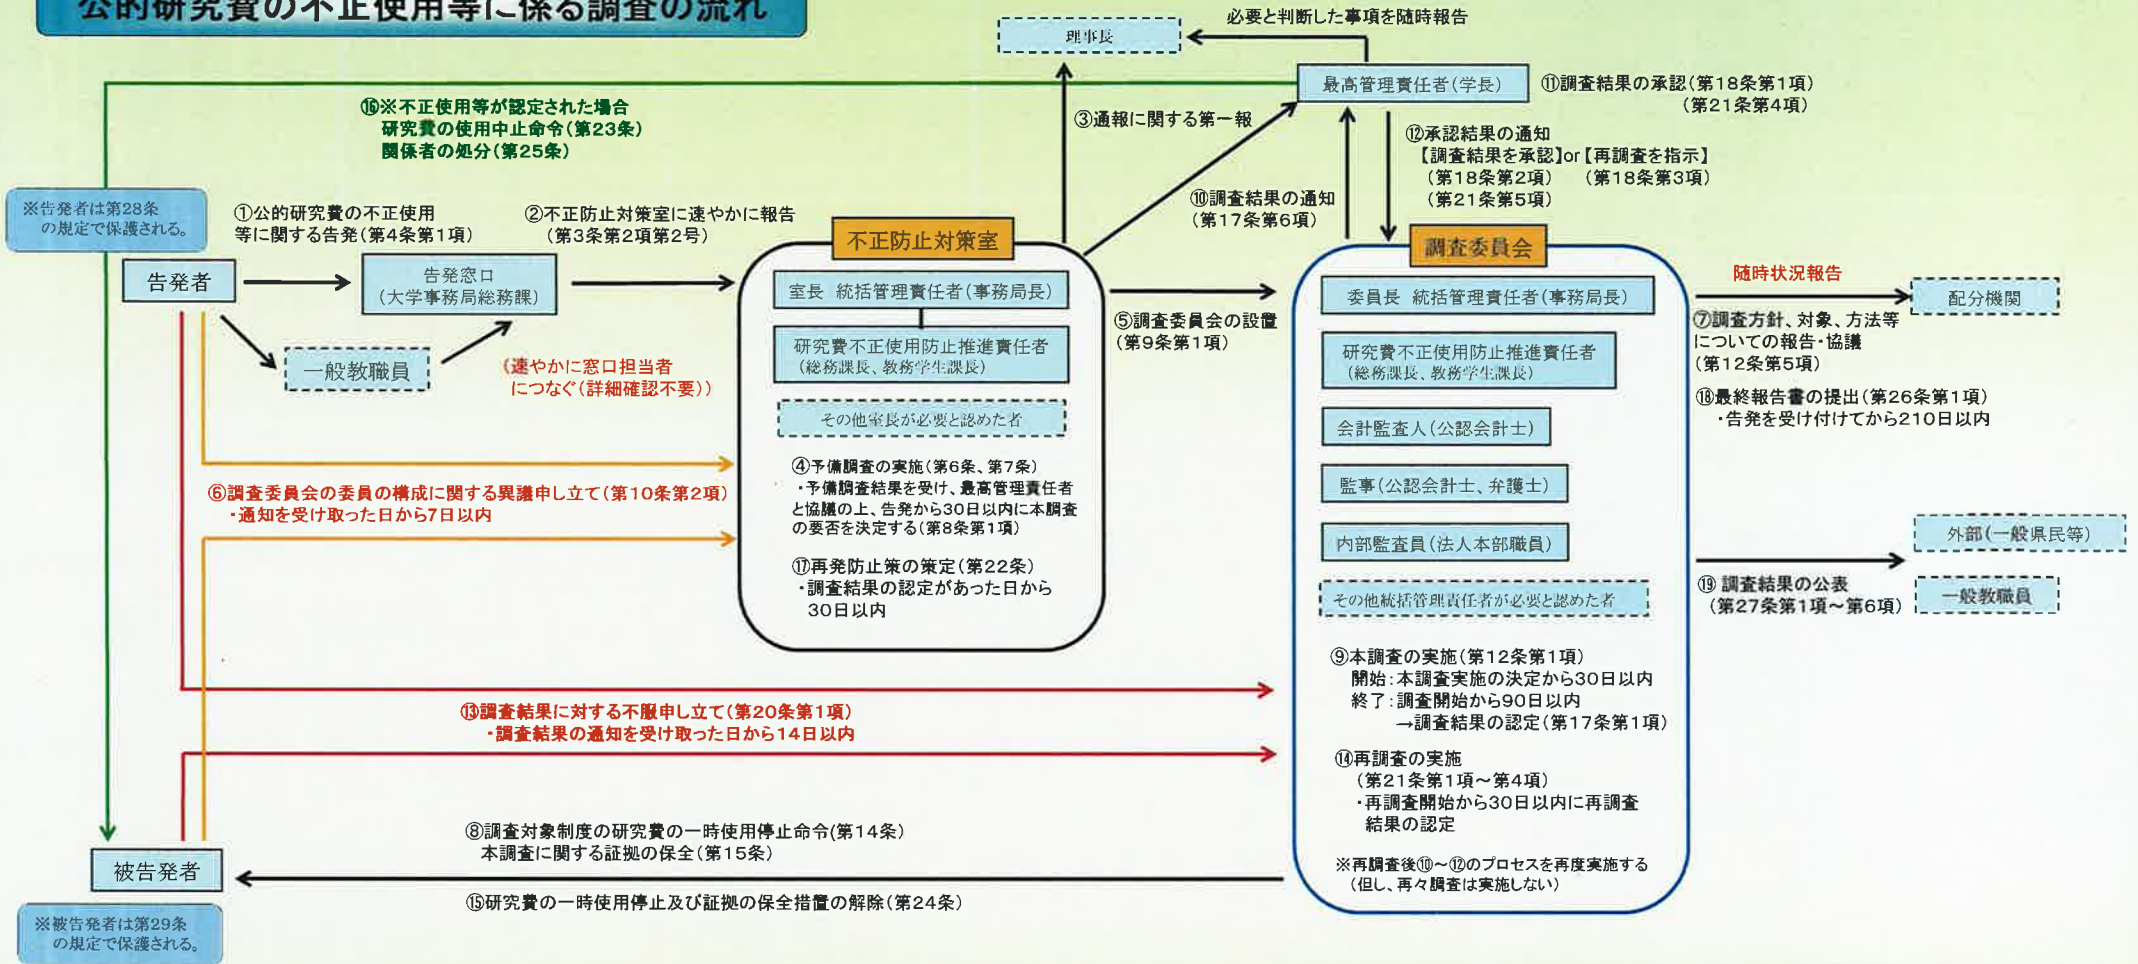 公的研究費の不正使用等に係る調査の流れ
必要と判断した事項を随時報告
理事長
最高管理責任者(学長)
⑪調査結果の承認(第18条第1項)
(第21条第4項)
⑯※不正使用等が認定された場合
研究費の使用中止命令(第23条)
関係者の処分(第25条)
③通報に関する第一報
⑫承認結果の通知
【調査結果を承認】or【再調査を指示】
(第18条第2項) (第18条第3項)
(第21条第5項)
⑩調査結果の通知
(第17条第6項)
※告発者は第28条
の規定で保護される。
①公的研究費の不正使用
等に関する告発(第4条第1項)
②不正防止対策室に速やかに報告
(第3条第2項第2号)
告発者
告発窓口
(大学事務局総務課)
一般教職員
(速やかに窓口担当者
につなぐ(詳細確認不要))
不正防止対策室
室長 統括管理責任者(事務局長)
研究費不正使用防止推進責任者
(総務課長、教務学生課長)
その他室長が必要と認めた者
④予備調査の実施(第6条、第7条)
・予備調査結果を受け、最高管理責任者
と協議の上、告発から30日以内に本調査
の要否を決定する(第8条第1項)
⑰再発防止策の策定(第22条)
・調査結果の認定があった日から
30日以内
⑤調査委員会の設置
(第9条第1項)
調査委員会
委員長 統括管理責任者(事務局長)
研究費不正使用防止推進責任者
(総務課長、教務学生課長)
会計監査人(公認会計士)
監事(公認会計士、弁護士)
内部監査員(法人本部職員)
その他統括管理責任者が必要と認めた者
⑨本調査の実施(第12条第1項)
開始:本調査実施の決定から30日以内
終了:調査開始から90日以内
→調査結果の認定(第17条第1項)
⑭再調査の実施
(第21条第1項～第4項)
・再調査開始から30日以内に再調査
結果の認定
※再調査後⑩～⑫のプロセスを再度実施する
(但し、再々調査は実施しない)
随時状況報告
配分機関
⑦調査方針、対象、方法等
についての報告・協議
(第12条第5項)
⑱最終報告書の提出(第26条第1項)
・告発を受け付けてから210日以内
外部(一般県民等)
⑲ 調査結果の公表
(第27条第1項～第6項)
一般教職員
⑥調査委員会の委員の構成に関する異議申し立て(第10条第2項)
・通知を受け取った日から7日以内
⑬調査結果に対する不服申し立て(第20条第1項)
・調査結果の通知を受け取った日から14日以内
⑧調査対象制度の研究費の一時使用停止命令(第14条)
本調査に関する証拠の保全(第15条)
被告発者
⑮研究費の一時使用停止及び証拠の保全措置の解除(第24条)
※被告発者は第29条
の規定で保護される。